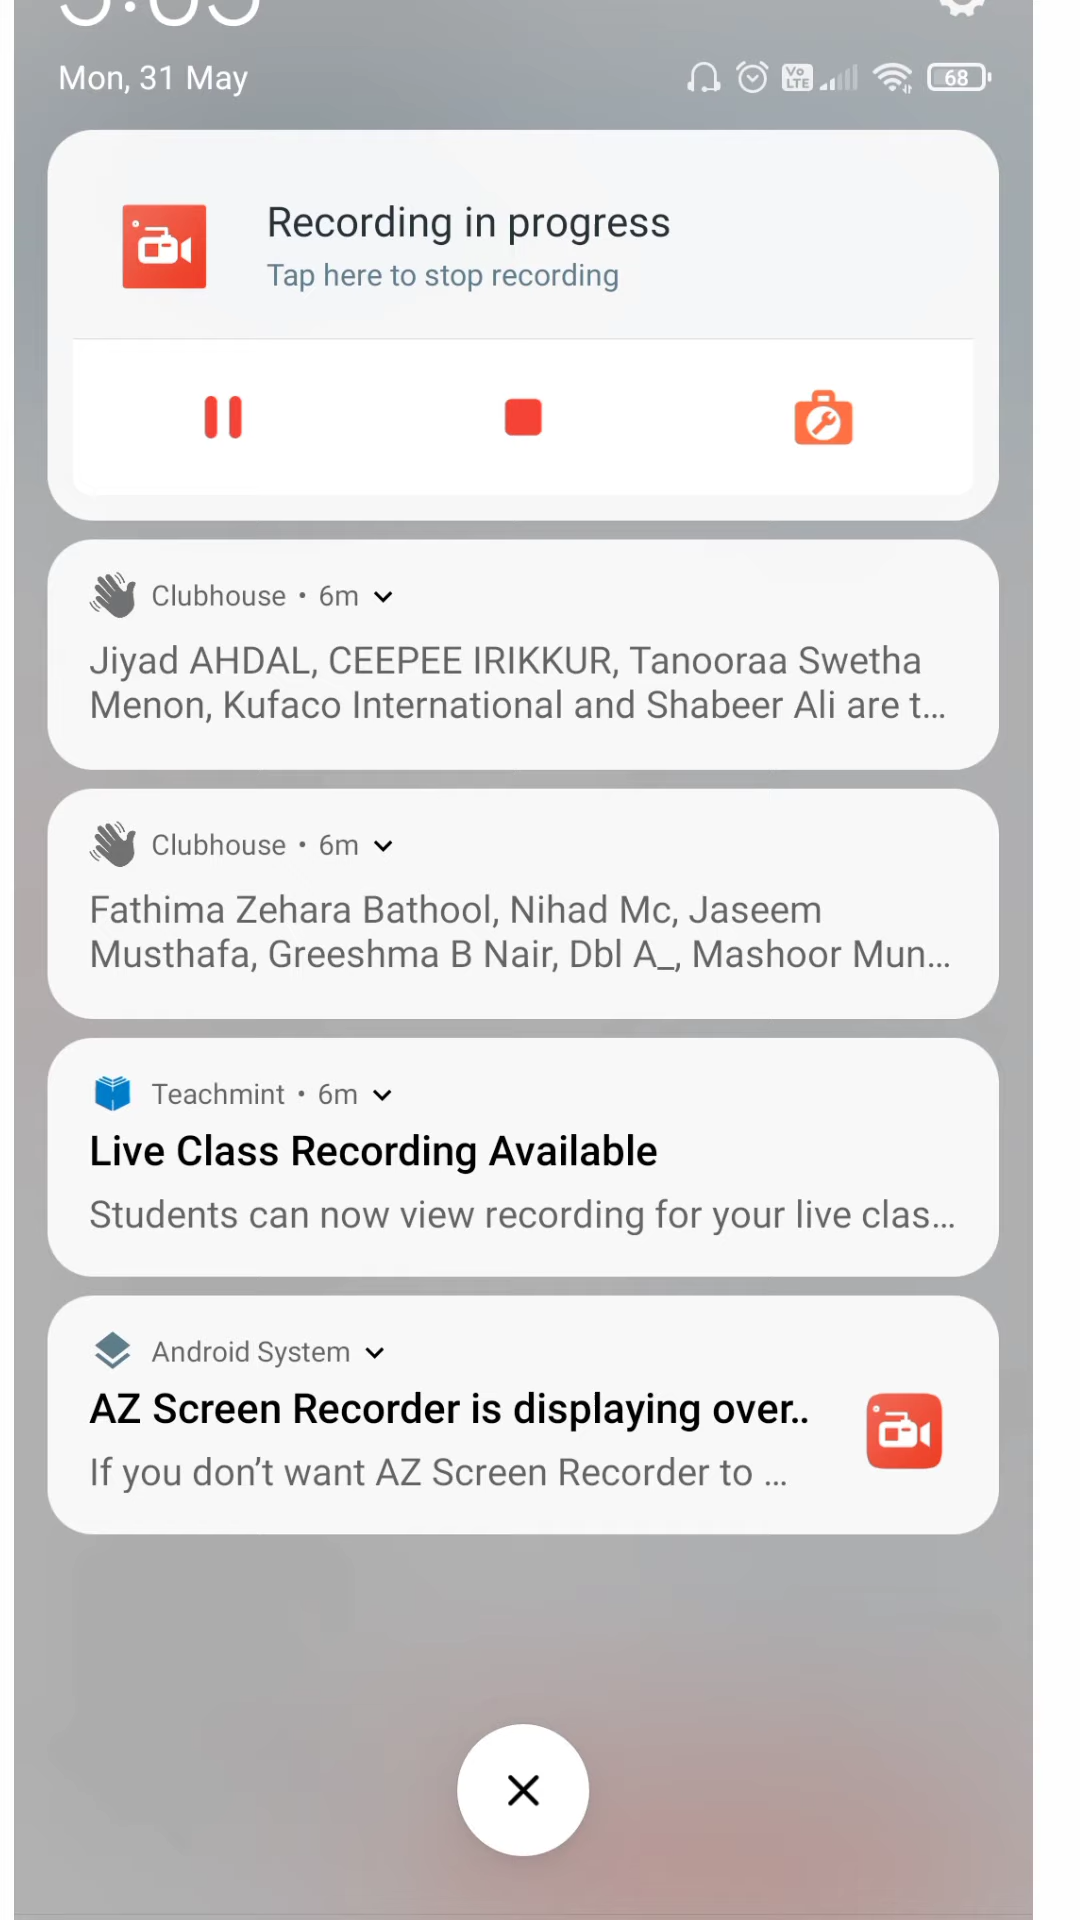 Mon, 31 May
Vo
LTE
68
Recording in progress
Tap here to stop recording
Clubhouse • 6m
Jiyad AHDAL, CEEPEE IRIKKUR, Tanooraa Swetha
Menon, Kufaco International and Shabeer Ali are t...
Clubhouse • 6m
Fathima Zehara Bathool, Nihad Mc, Jaseem
Musthafa, Greeshma B Nair, Dbl A_, Mashoor Mun...
Teachmint • 6m
Live Class Recording Available
Students can now view recording for your live clas...
Android System
AZ Screen Recorder is displaying over..
If you don’t want AZ Screen Recorder to ...